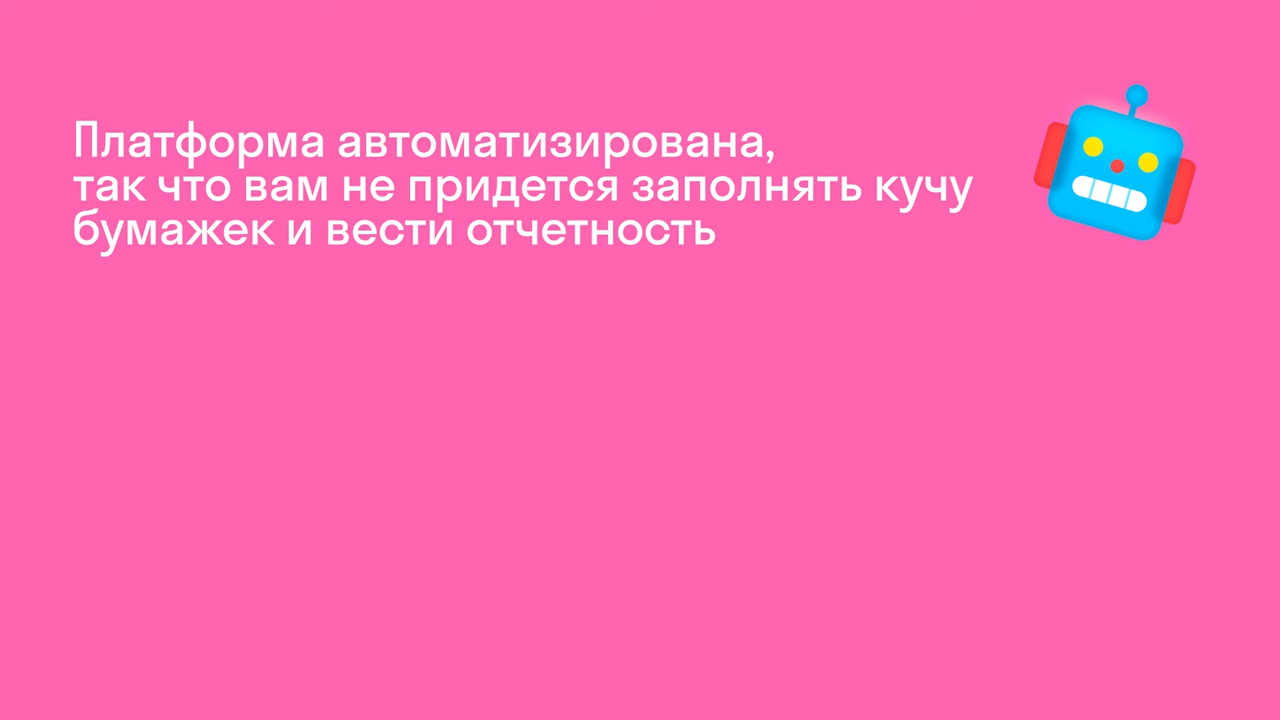 Платформа автоматизирована,
так что вам не придется заполнять кучу
бумажек и вести отчетность